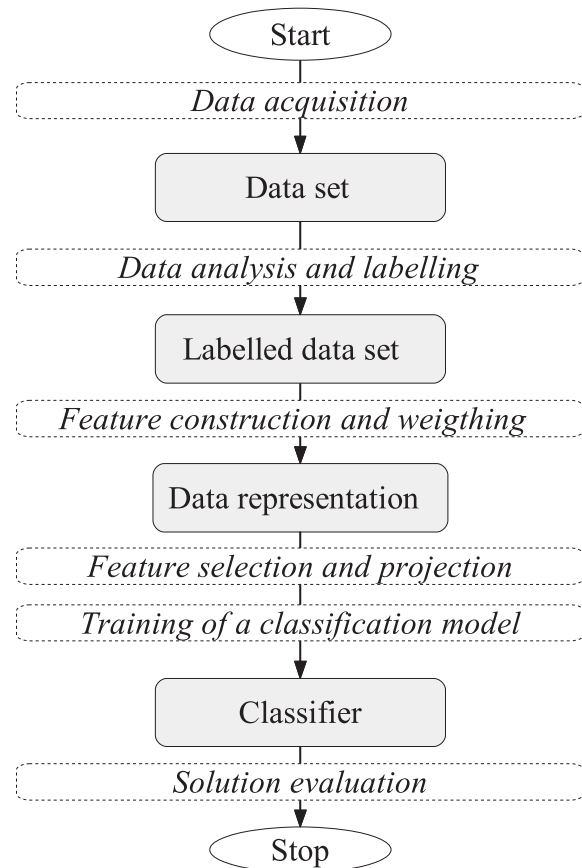 Start
Data acquisition
Data set
Data analysis and labelling
Labelled data set
Feature construction and weigthing
Data representation
Feature selection and projection
Training of a classification model
Classifier
Solution evaluation
Stop